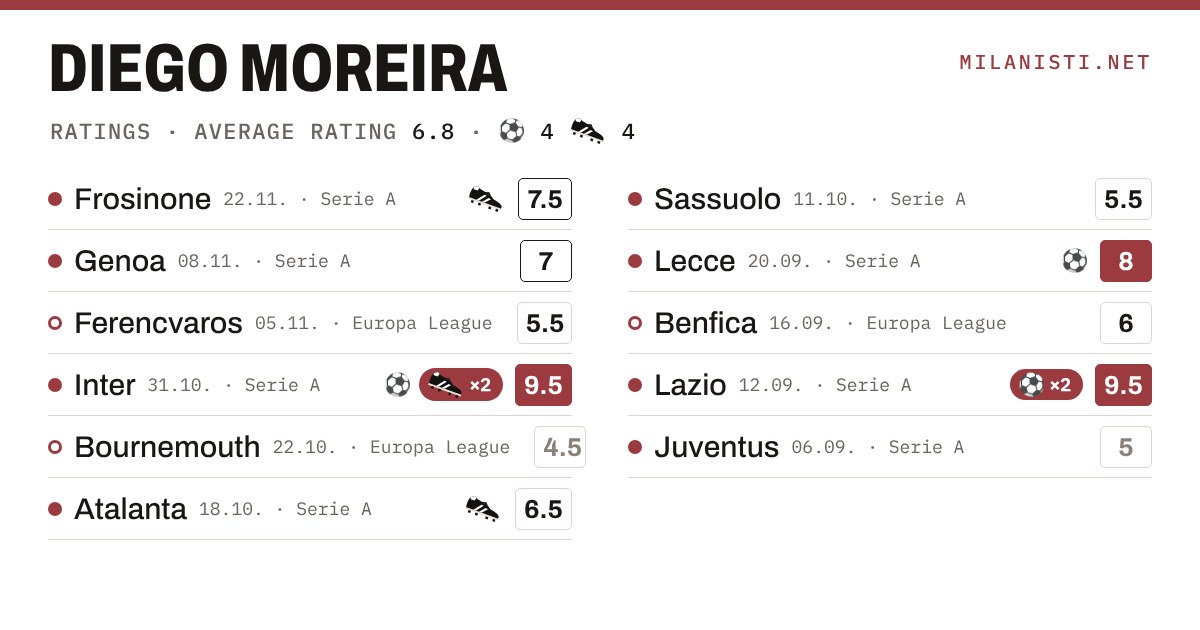 DIEGO MOREIRA
MILANISTI.NET
RATINGS · AVERAGE RATING 6.8 · ⚽ 4 4
Frosinone 22.11. · Serie A 7.5
Genoa 08.11. · Serie A 7
Ferencvaros 05.11. · Europa League 5.5
Inter 31.10. · Serie A ⚽ ×2 9.5
Bournemouth 22.10. · Europa League 4.5
Atalanta 18.10. · Serie A 6.5
Sassuolo 11.10. · Serie A 5.5
Lecce 20.09. · Serie A ⚽ 8
Benfica 16.09. · Europa League 6
Lazio 12.09. · Serie A ⚽ ×2 9.5
Juventus 06.09. · Serie A 5